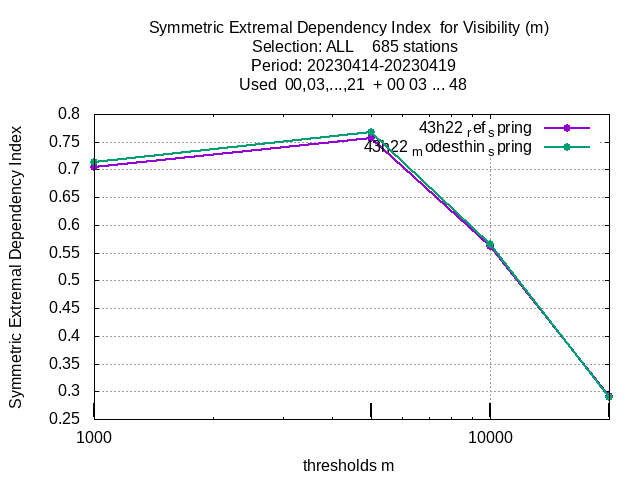 Symmetric Extremal Dependency Index  for Visibility (m)
Selection: ALL    685 stations
Period: 20230414-20230419
Used  00,03,...,21  + 00 03 ... 48
Symmetric Extremal Dependency Index
0.8
0.75
0.7
0.65
0.6
0.55
0.5
0.45
0.4
0.35
0.3
0.25
43h22 ref spring
43h22 modesthin spring
1000
10000
thresholds m